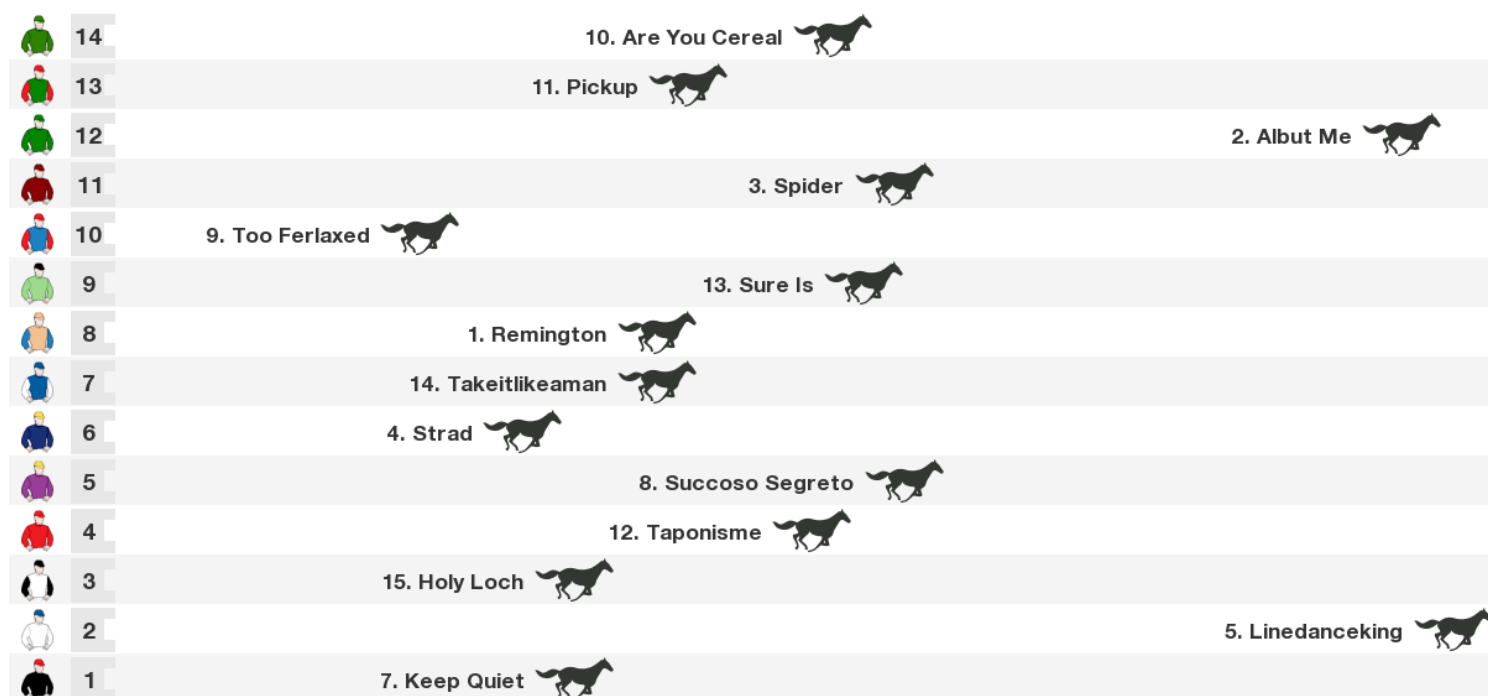 14 10. Are You Cereal
13 11. Pickup
12 2. Albut Me
11 3. Spider
10 9. Too Ferlaxed
9 13. Sure Is
8 1. Remington
7 14. Takeitlikeaman
6 4. Strad
5 8. Succoso Segreto
4 12. Taponisme
3 15. Holy Loch
2 5. Linedanceking
1 7. Keep Quiet